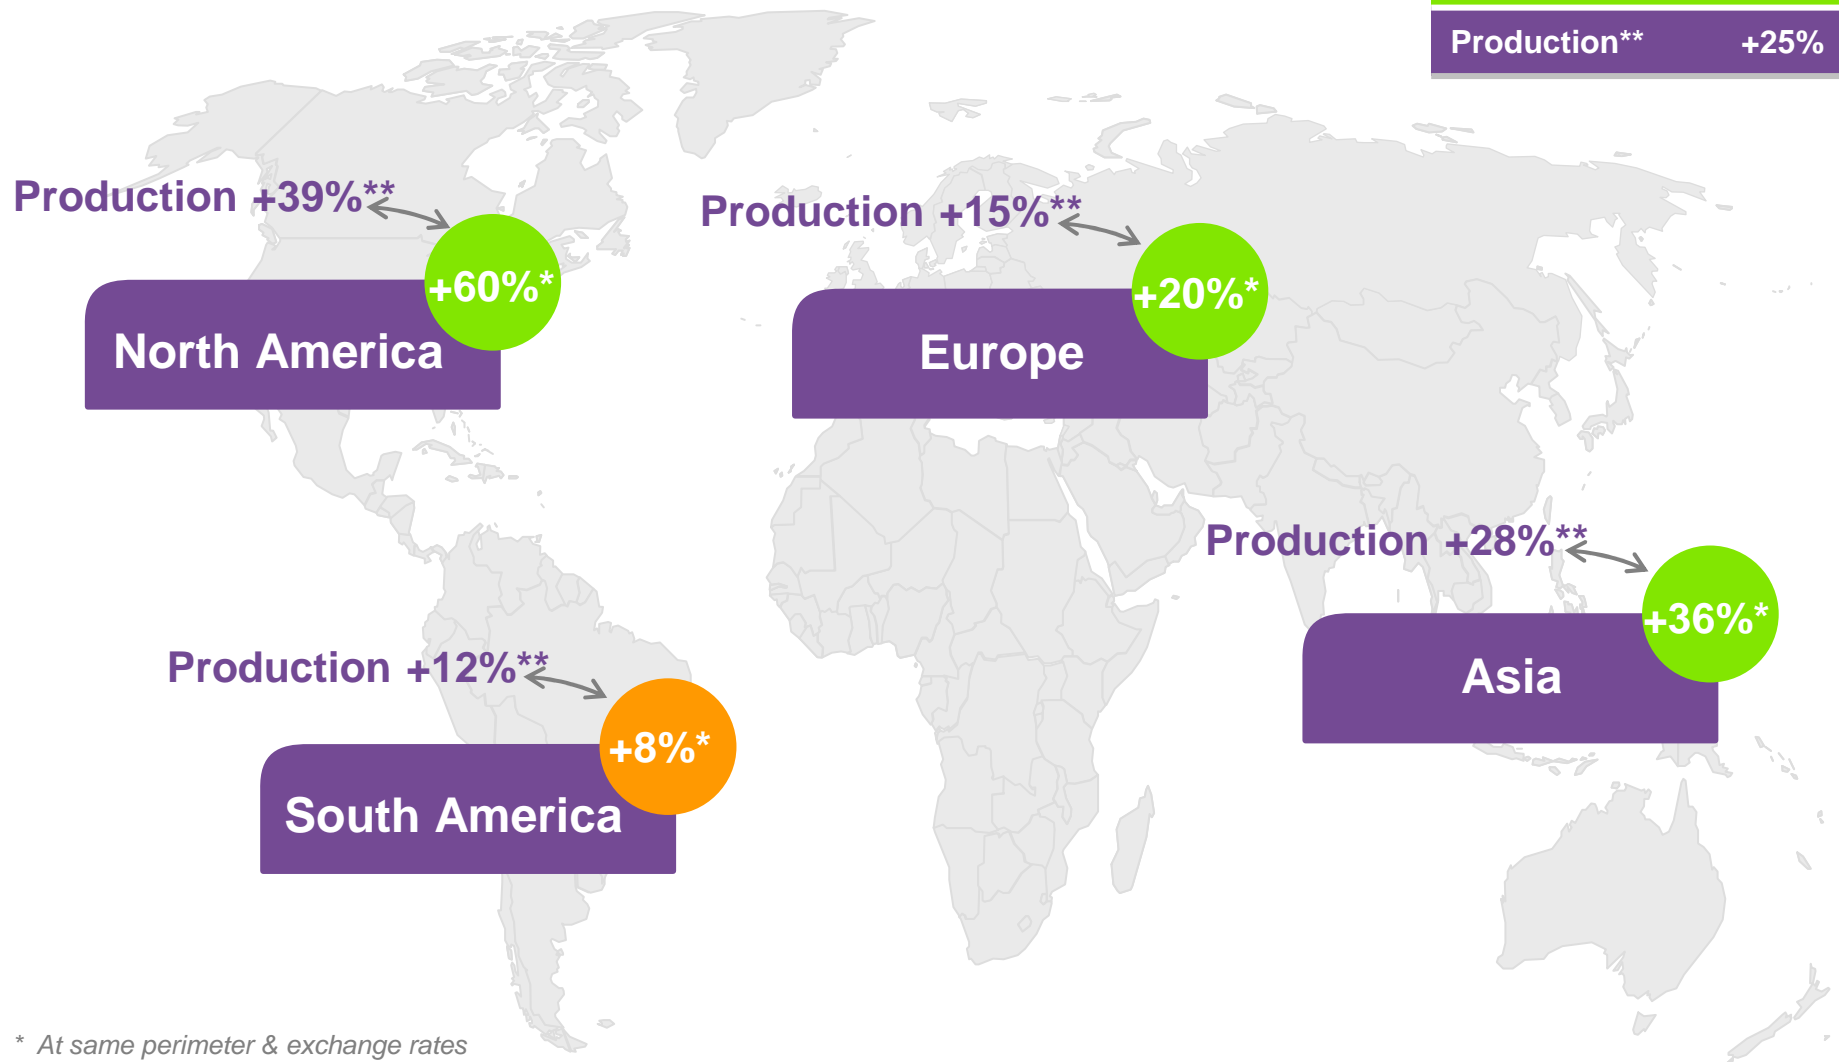 Production** +25%
Production +39%**
+60%*
North America
Production +15%**
+20%*
Europe
Production +28%**
+36%*
Asia
Production +12%**
+8%*
South America
* At same perimeter & exchange rates